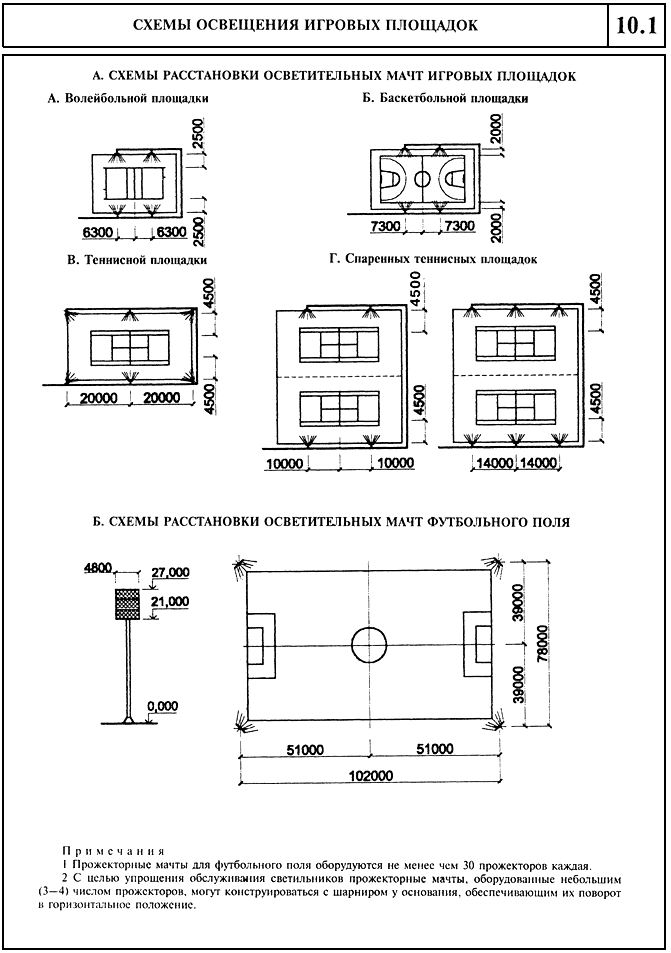 СХЕМЫ ОСВЕЩЕНИЯ ИГРОВЫХ ПЛОЩАДОК
10.1
А. СХЕМЫ РАССТАНОВКИ ОСВЕТИТЕЛЬНЫХ МАЧТ ИГРОВЫХ ПЛОЩАДОК
А. Волейбольной площадки
Б. Баскетбольной площадки
2500
2000
6300
6300
2500
7300
7300
2000
В. Теннисной площадки
Г. Спаренных теннисных площадок
4500
4500
4500
20000
20000
4500
4500
4500
10000
10000
14000
14000
Б. СХЕМЫ РАССТАНОВКИ ОСВЕТИТЕЛЬНЫХ МАЧТ ФУТБОЛЬНОГО ПОЛЯ
4800
27,000
21,000
0,000
39000
78000
39000
51000
51000
102000
Примечания
1 Прожекторные мачты для футбольного поля оборудуются не менее чем 30 прожекторов каждая.
2 С целью упрощения обслуживания светильников прожекторные мачты, оборудованные небольшим
(3—4) числом прожекторов, могут конструироваться с шарниром у основания, обеспечивающим их поворот
в горизонтальное положение.